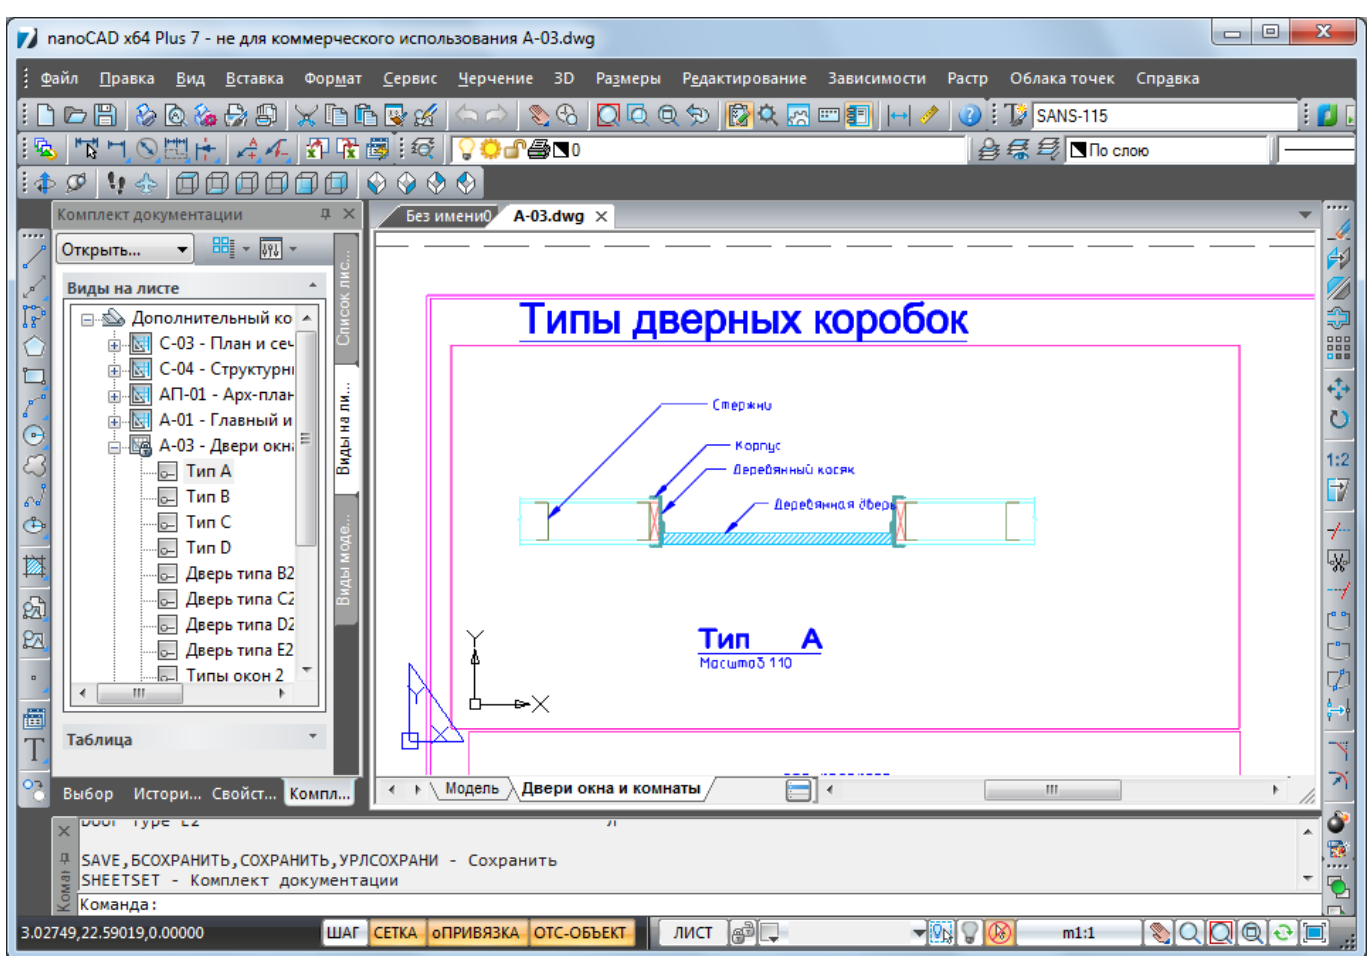 nanoCAD x64 Plus 7 - не для коммерческого использования A-03.dwg
Файл Правка Вид Вставка Формат Сервис Черчение 3D Размеры Редактирование Зависимости Растр Облака точек Справка
SANS-115
0 По слою
Комплект документации
Без имени0 A-03.dwg
Открыть...
Виды на листе
Дополнительный ко
С-03 - План и сеч
С-04 - Структурн
АП-01 - Арх-план
А-01 - Главный и
А-03 - Двери окн
Тип A
Тип B
Тип C
Тип D
Дверь типа B2
Дверь типа C2
Дверь типа D2
Дверь типа E2
Типы окон 2
Таблица
Список лис...
Виды на ли...
Виды моде...
Выбор Истори... Свойст... Компл...
Типы дверных коробок
Стержни
Корпус
Деревянный косяк
Деревянная дверь
Тип A
Масштаб 110
Y
X
Y
X
Модель Двери окна и комнаты
1:2
T
Door Type E2
SAVE,БСОХРАНИТЬ,СОХРАНИТЬ,УРЛСОХРАНИ - Сохранить
SHEETSET - Комплект документации
Команда:
3.02749,22.59019,0.00000 ШАГ СЕТКА оПРИВЯЗКА ОТС-ОБЪЕКТ ЛИСТ m1:1